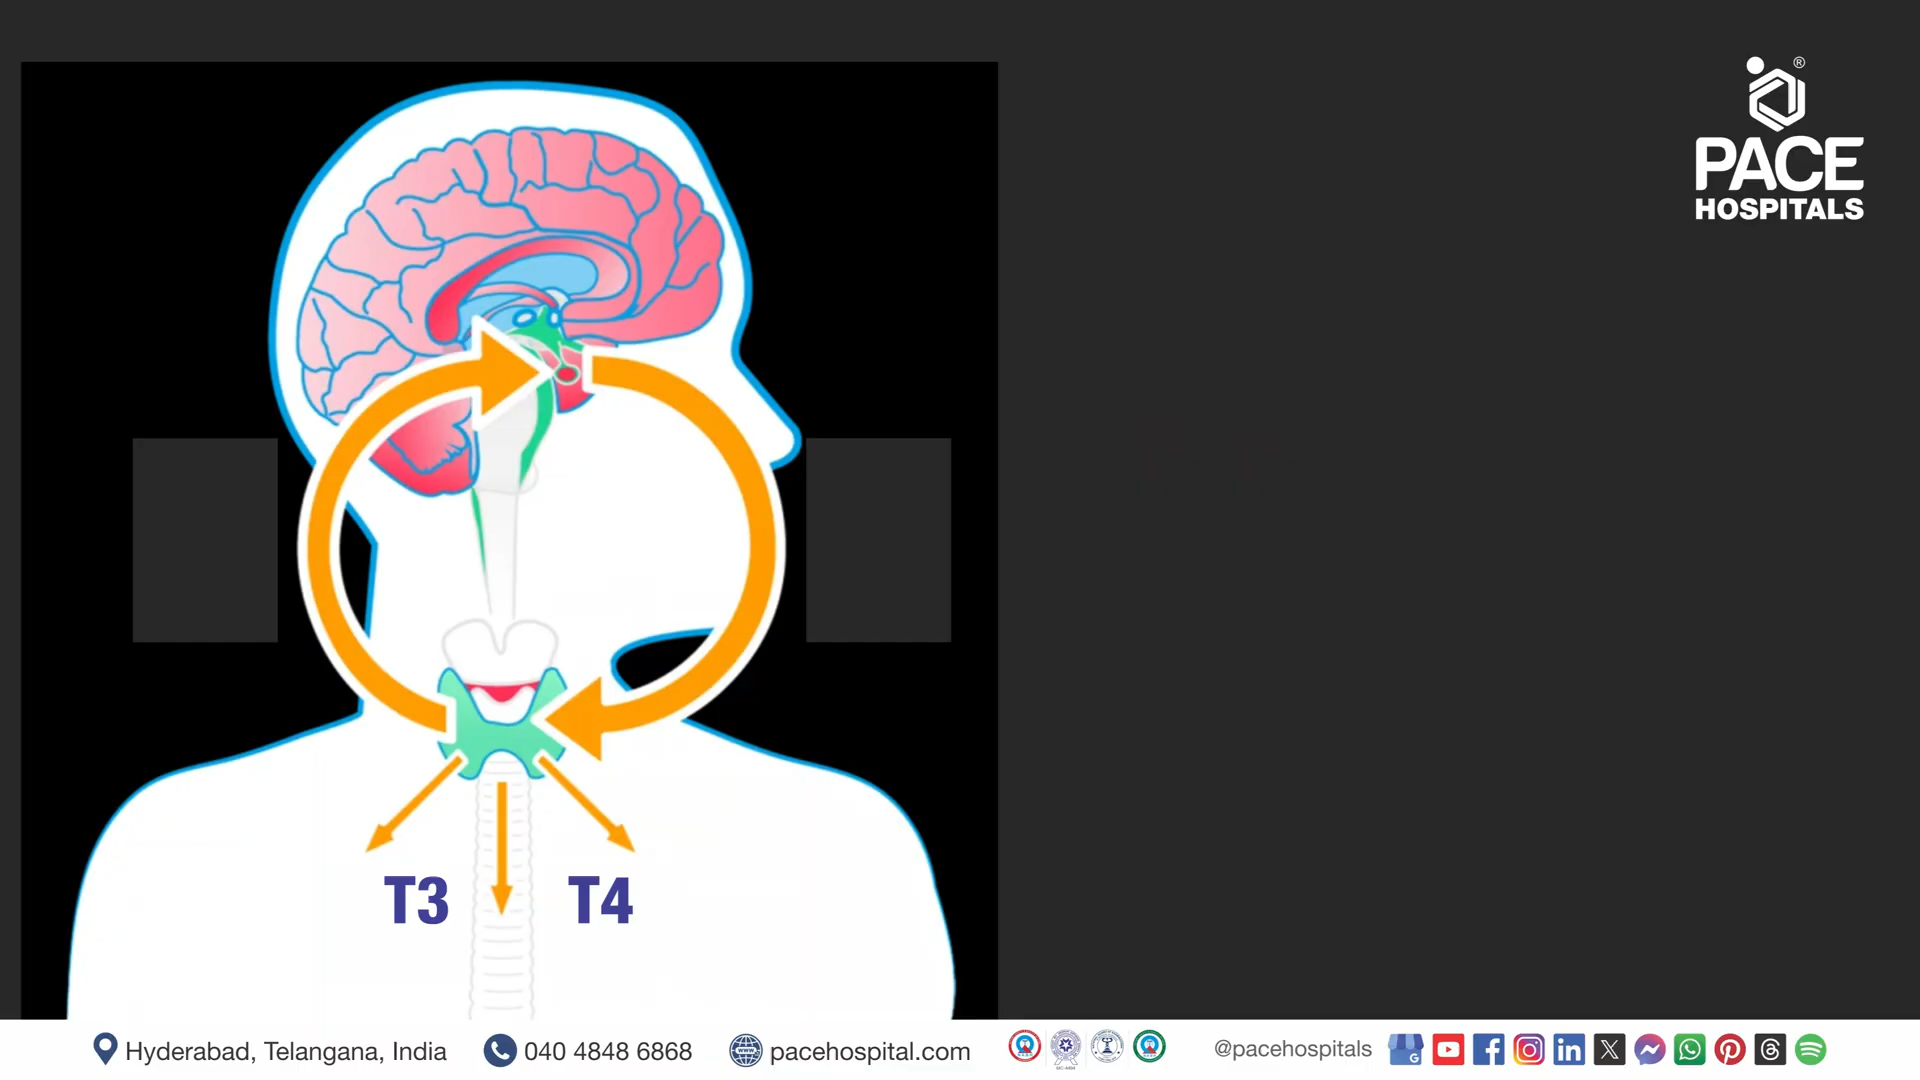 ®
PACE
HOSPITALS
T3
T4
Hyderabad, Telangana, India
040 4848 6868
pacehospital.com
@pacehospitals